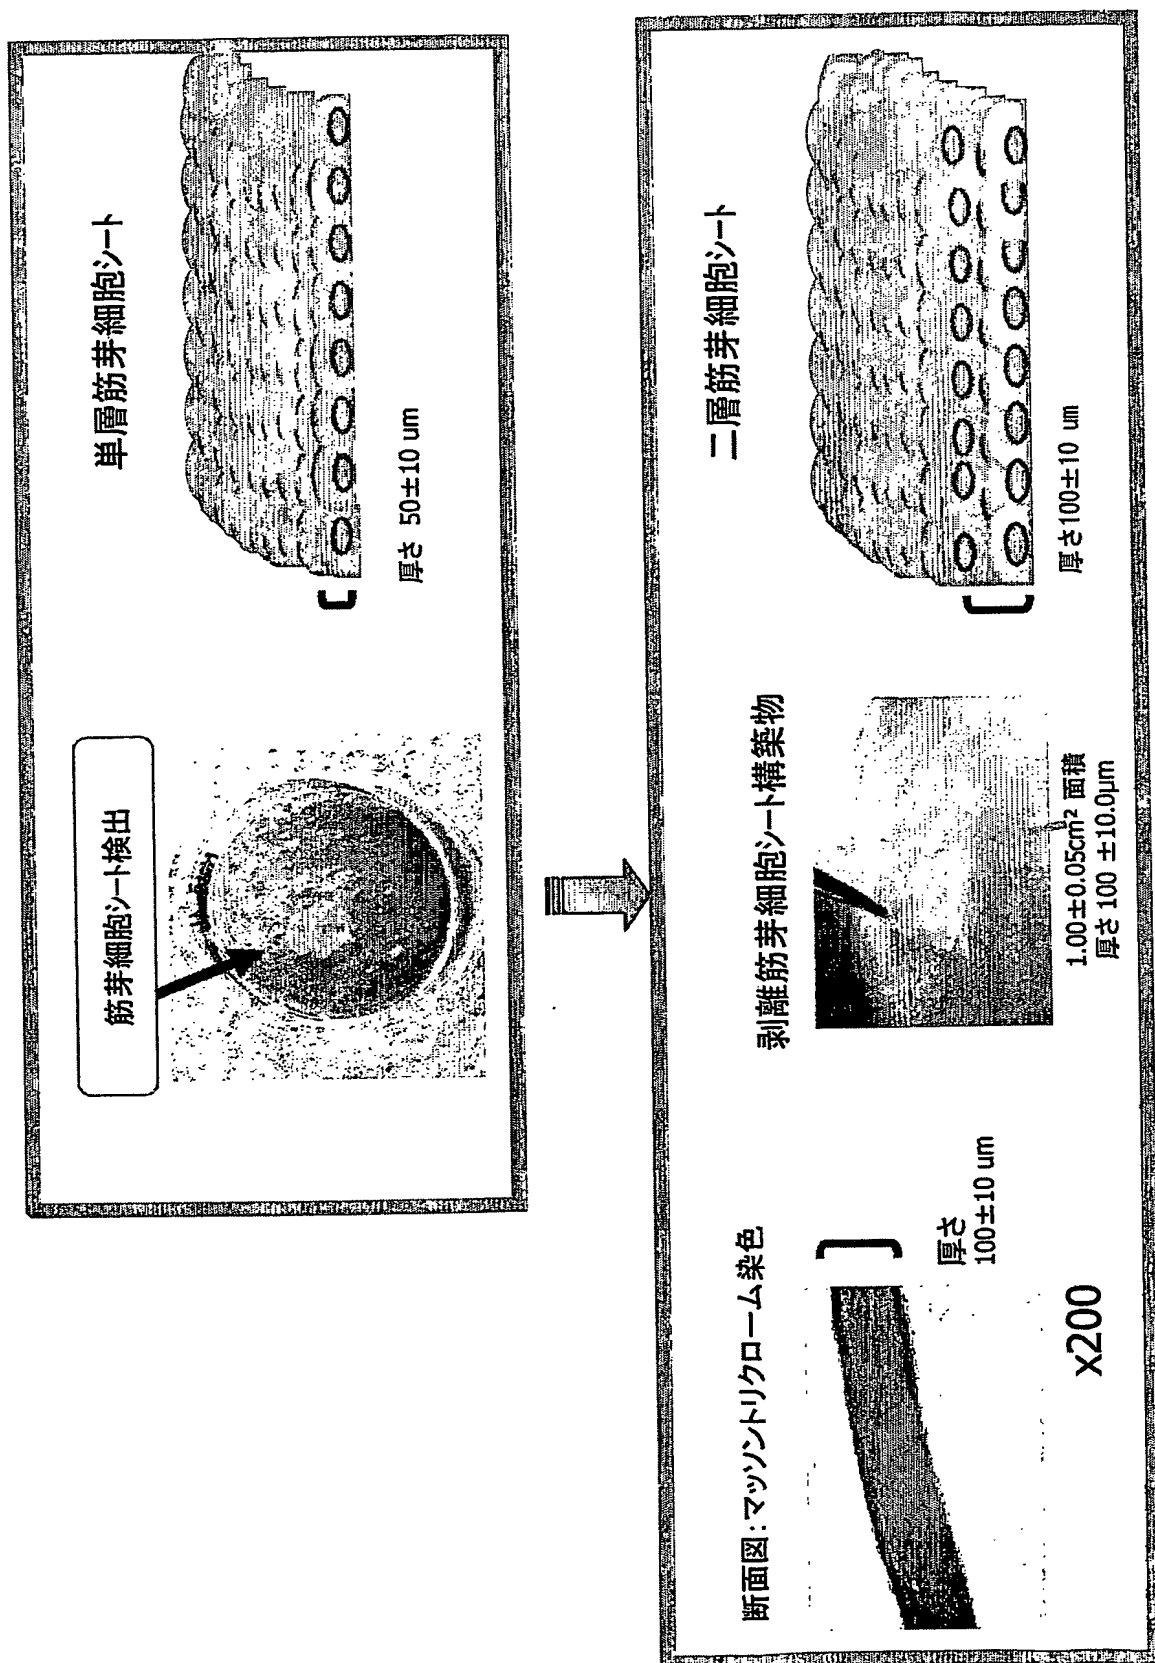 筋芽細胞シート検出
単層筋芽細胞シート
厚さ 50±10 um
断面図:マッソントリクローム染色
厚さ
100±10 um
x200
剥離筋芽細胞シート構築物
1.00±0.05cm² 面積
厚さ 100 ±10.0μm
二層筋芽細胞シート
厚さ100±10 um